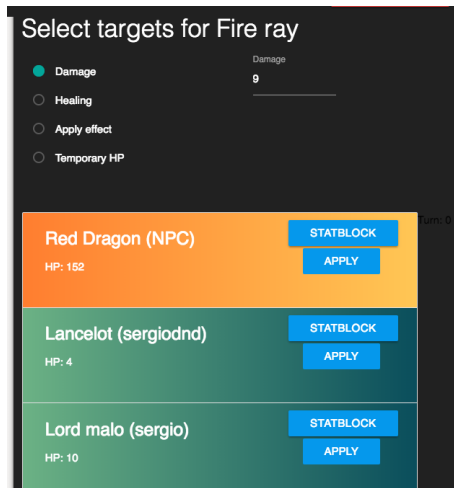 Select targets for Fire ray
Damage
Damage
9
Healing
Apply effect
Temporary HP
Turn: 0
Red Dragon (NPC)
STATBLOCK
HP: 152
APPLY
Lancelot (sergiodnd)
STATBLOCK
HP: 4
APPLY
Lord malo (sergio)
STATBLOCK
HP: 10
APPLY